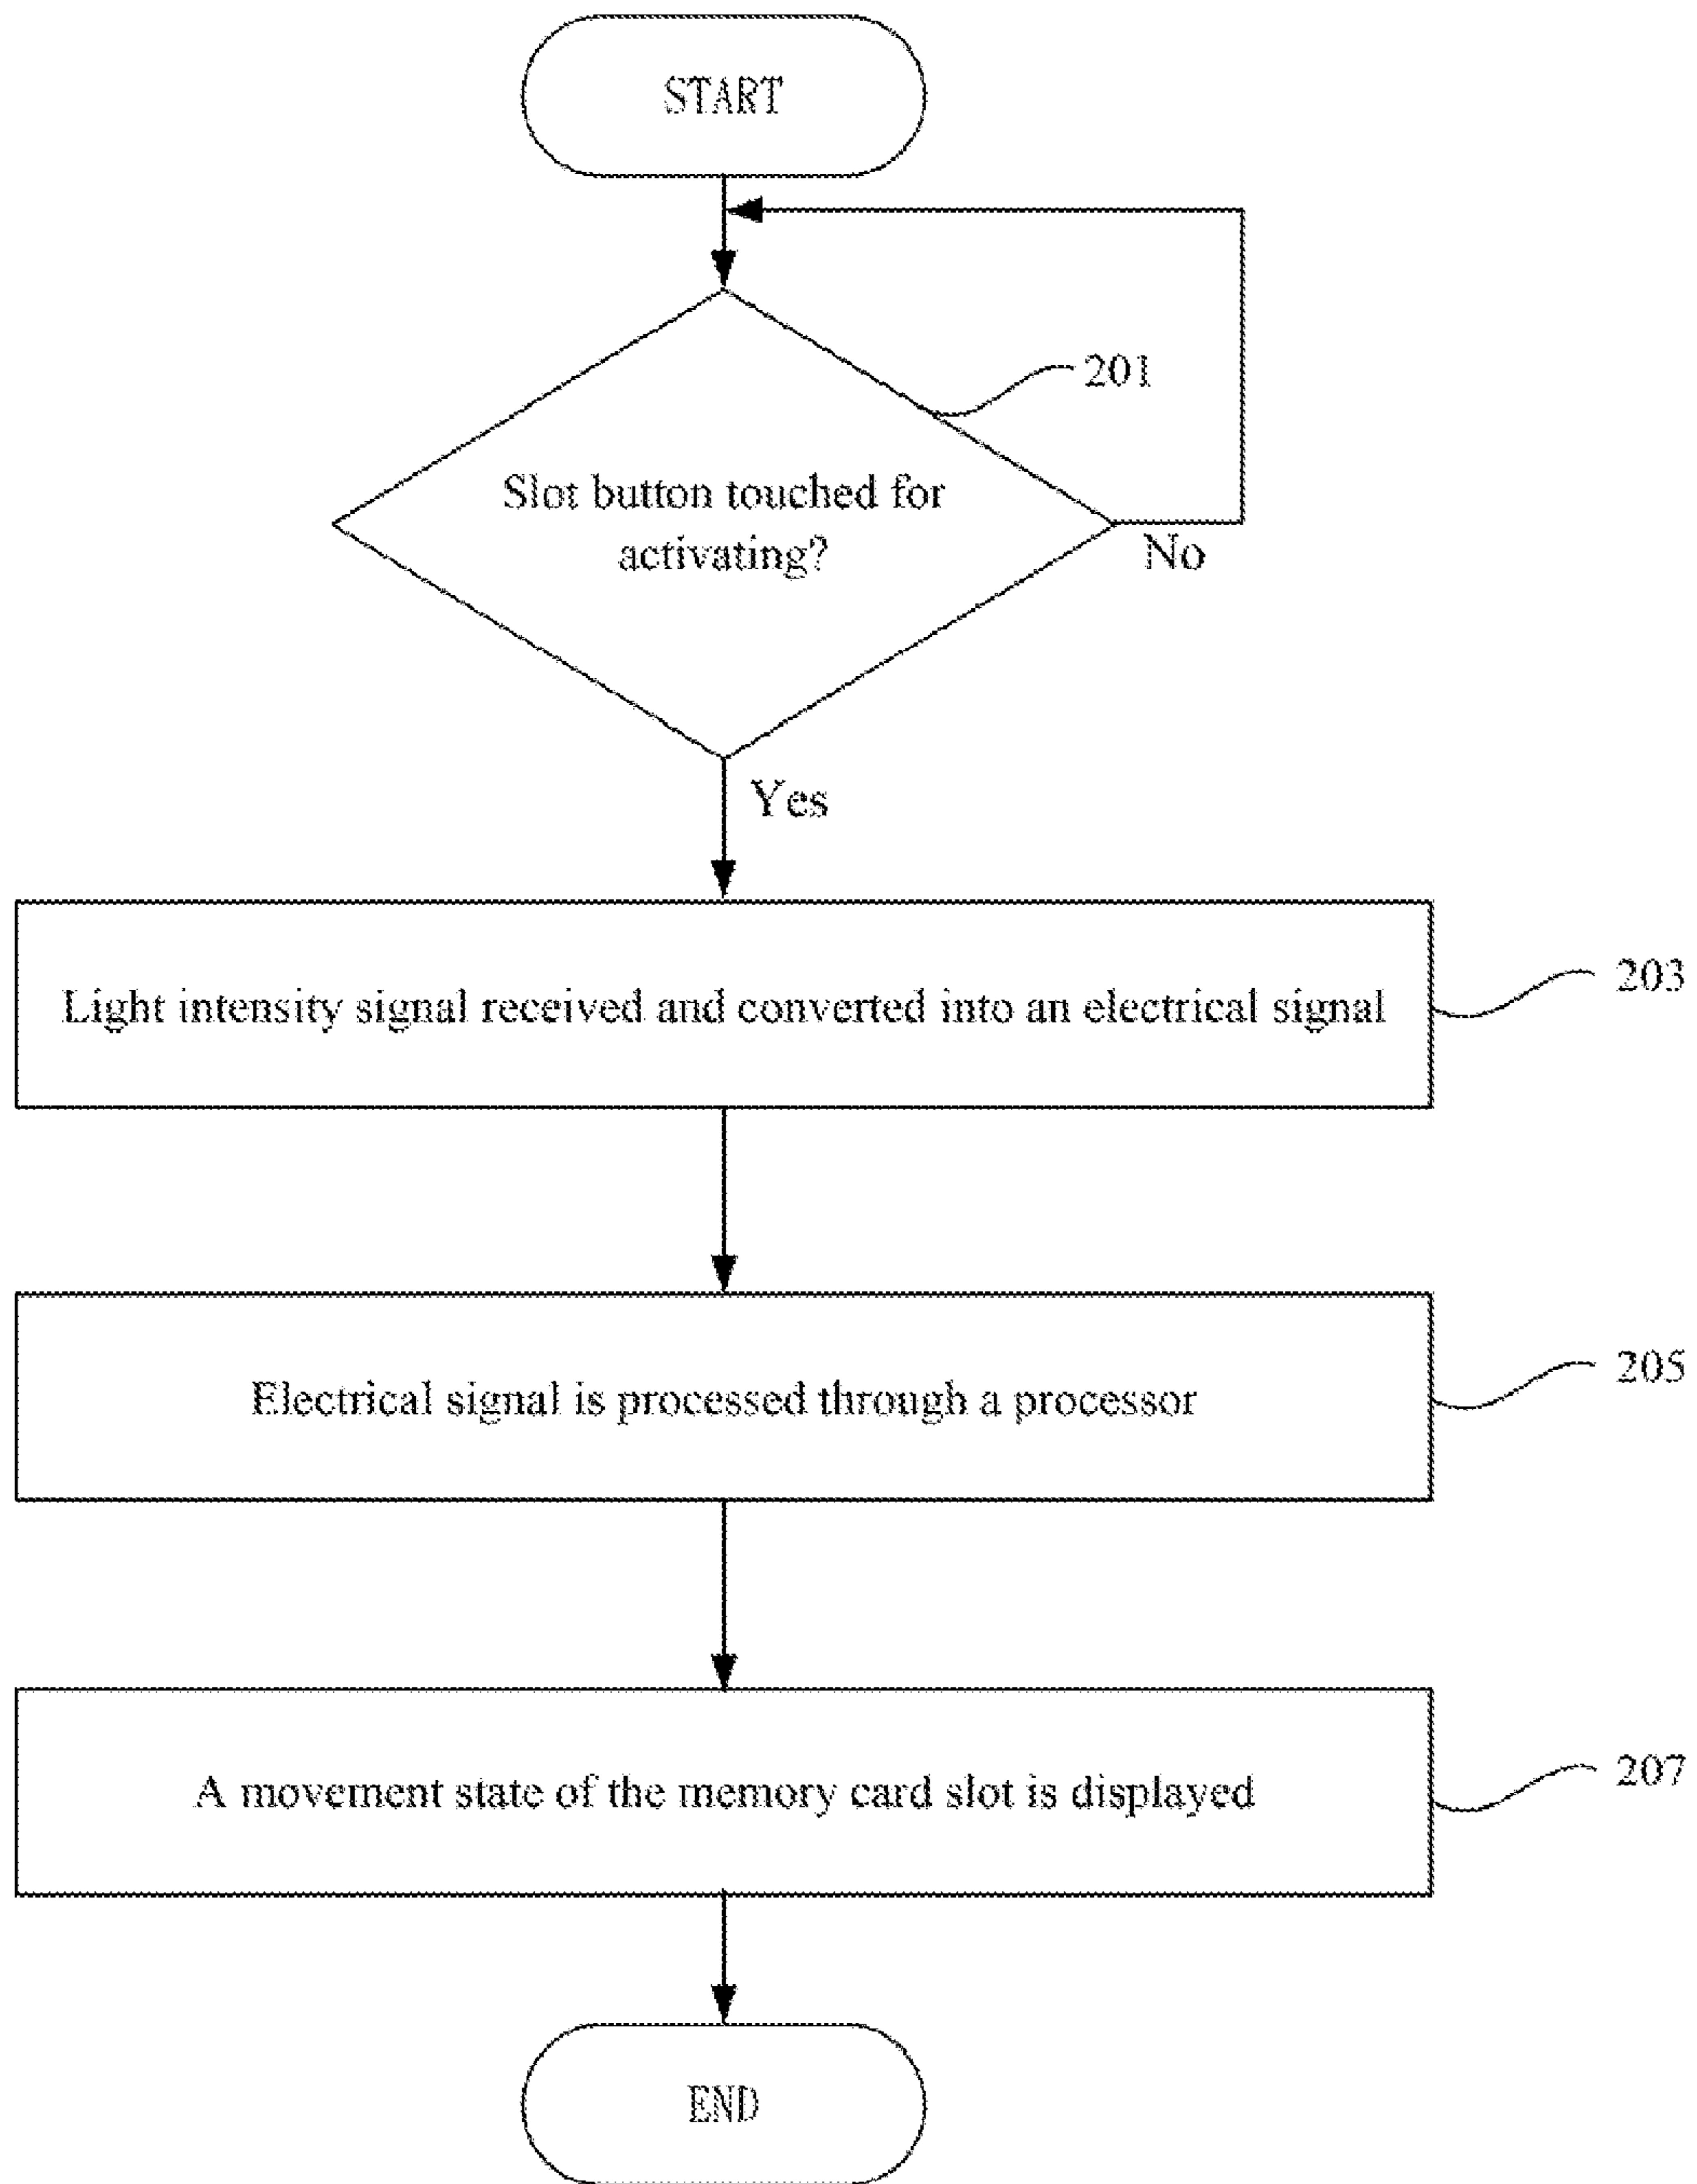 START
201
Slot button touched for
activating?
No
Yes
Light intensity signal received and converted into an electrical signal
203
Electrical signal is processed through a processor
205
A movement state of the memory card slot is displayed
207
END